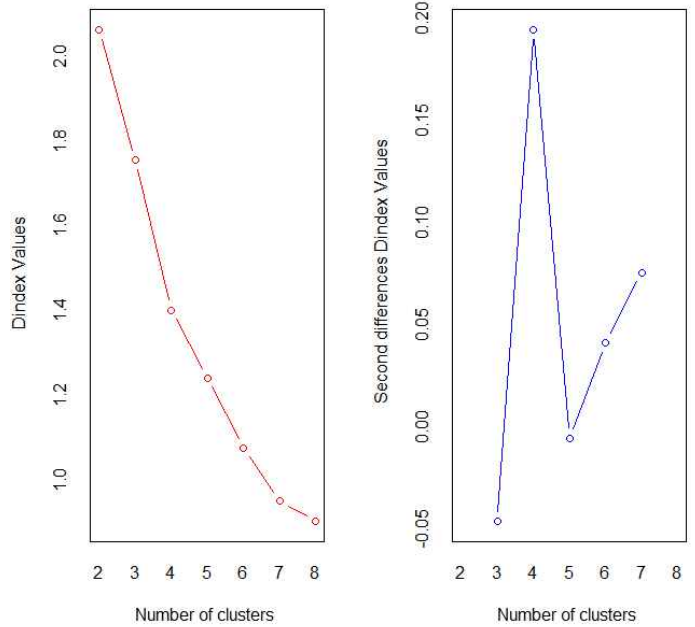 Dindex Values
2.0
1.8
1.6
1.4
1.2
1.0
2 3 4 5 6 7 8
Number of clusters
Second differences Dindex Values
0.20
0.15
0.10
0.05
0.00
-0.05
2 3 4 5 6 7 8
Number of clusters